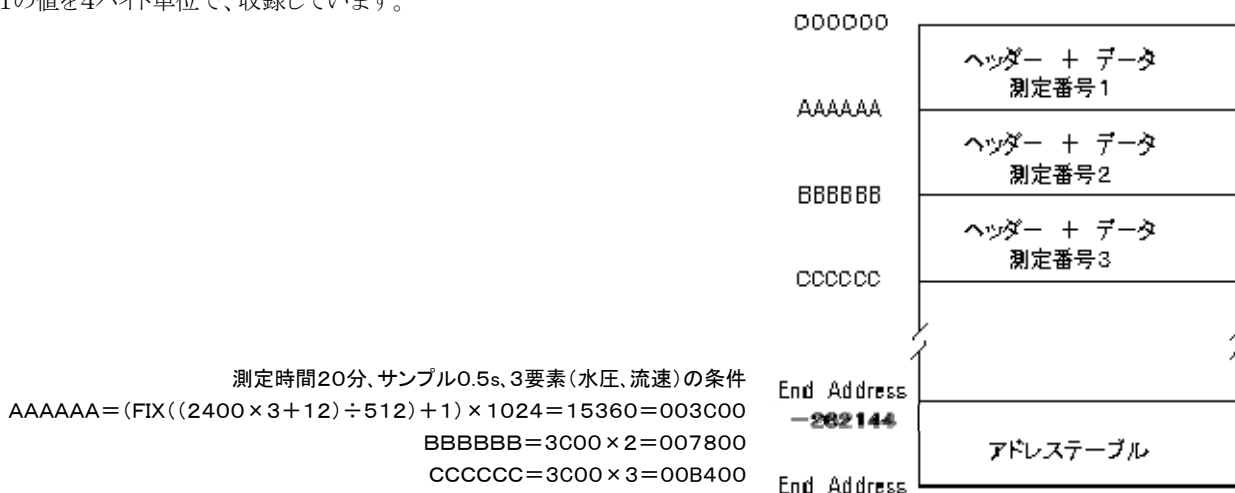 1の値を4バイト単位で、収録しています。
000000
ヘッダー + データ
測定番号1
AAAAAA
ヘッダー + データ
測定番号2
BBBBBB
ヘッダー + データ
測定番号3
CCCCCC
測定時間20分、サンプル0.5s、3要素(水圧、流速)の条件
AAAAAA=(FIX((2400×3+12)÷512)+1)×1024=15360=003C00
BBBBBB=3C00×2=007800
CCCCCC=3C00×3=00B400
End Address
-262144
アドレステーブル
End Address